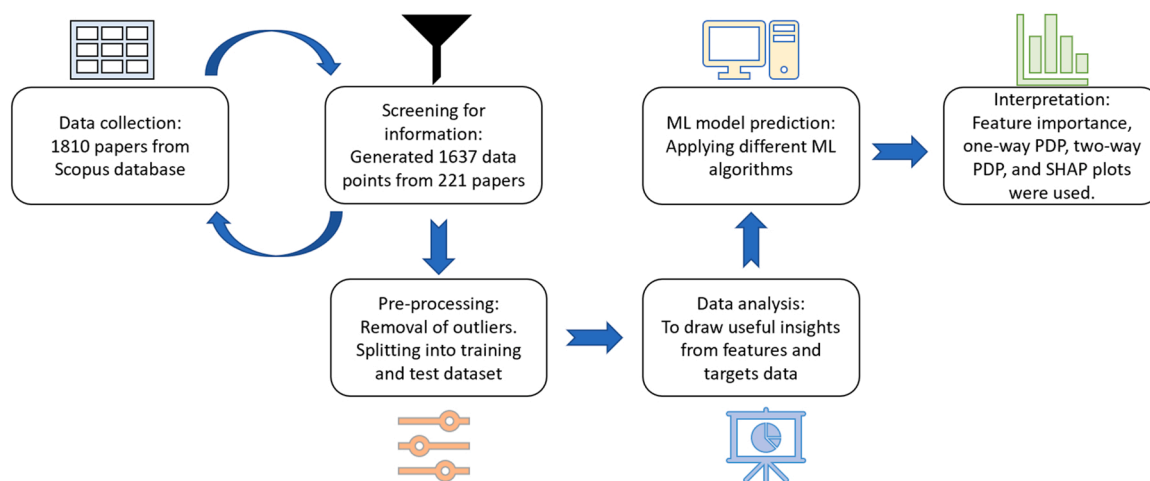 Data collection:
1810 papers from
Scopus database
Screening for
information:
Generated 1637 data
points from 221 papers
Pre-processing:
Removal of outliers.
Splitting into training
and test dataset
Data analysis:
To draw useful insights
from features and
targets data
ML model prediction:
Applying different ML
algorithms
Interpretation:
Feature importance,
one-way PDP, two-way
PDP, and SHAP plots
were used.